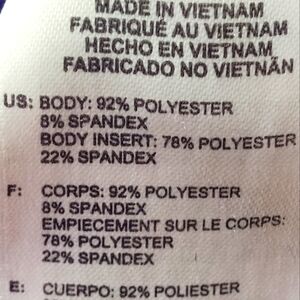 MADE IN VIETNAM
FABRIQUÉ AU VIETNAM
HECHO EN VIETNAM
FABRICADO NO VIETNÁN
US: BODY: 92% POLYESTER
8% SPANDEX
BODY INSERT: 78% POLYESTER
22% SPANDEX
F: CORPS: 92% POLYESTER
8% SPANDEX
EMPIECEMENT SUR LE CORPS:
78% POLYESTER
22% SPANDEX
E: CUERPO: 92% POLIESTER